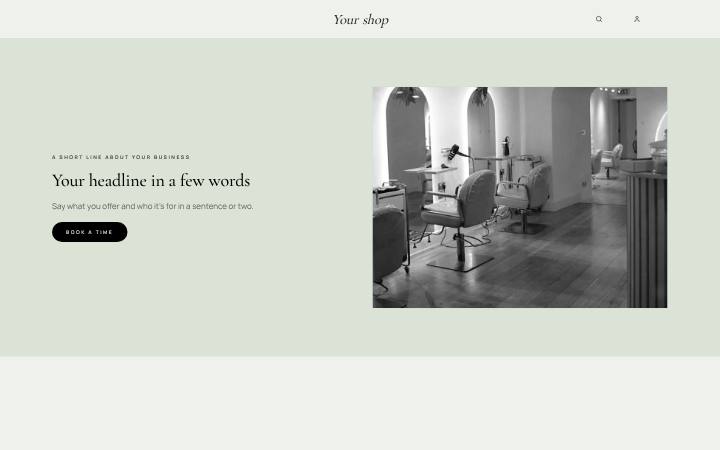 Your shop
A SHORT LINE ABOUT YOUR BUSINESS
Your headline in a few words
Say what you offer and who it's for in a sentence or two.
BOOK A TIME